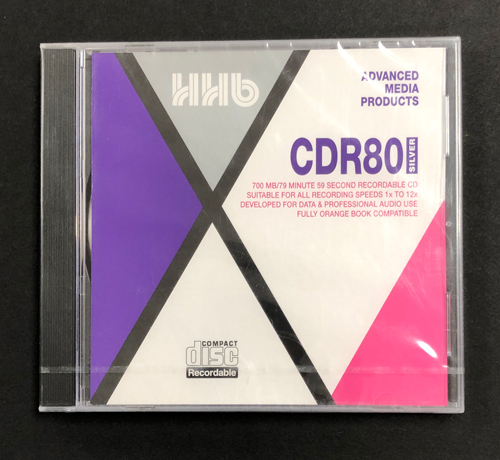 HHb
ADVANCED
MEDIA
PRODUCTS
CDR80 SILVER
700 MB/79 MINUTE 59 SECOND RECORDABLE CD
SUITABLE FOR ALL RECORDING SPEEDS 1x TO 12x
DEVELOPED FOR DATA & PROFESSIONAL AUDIO USE
FULLY ORANGE BOOK COMPATIBLE
COMPACT
disc
Recordable